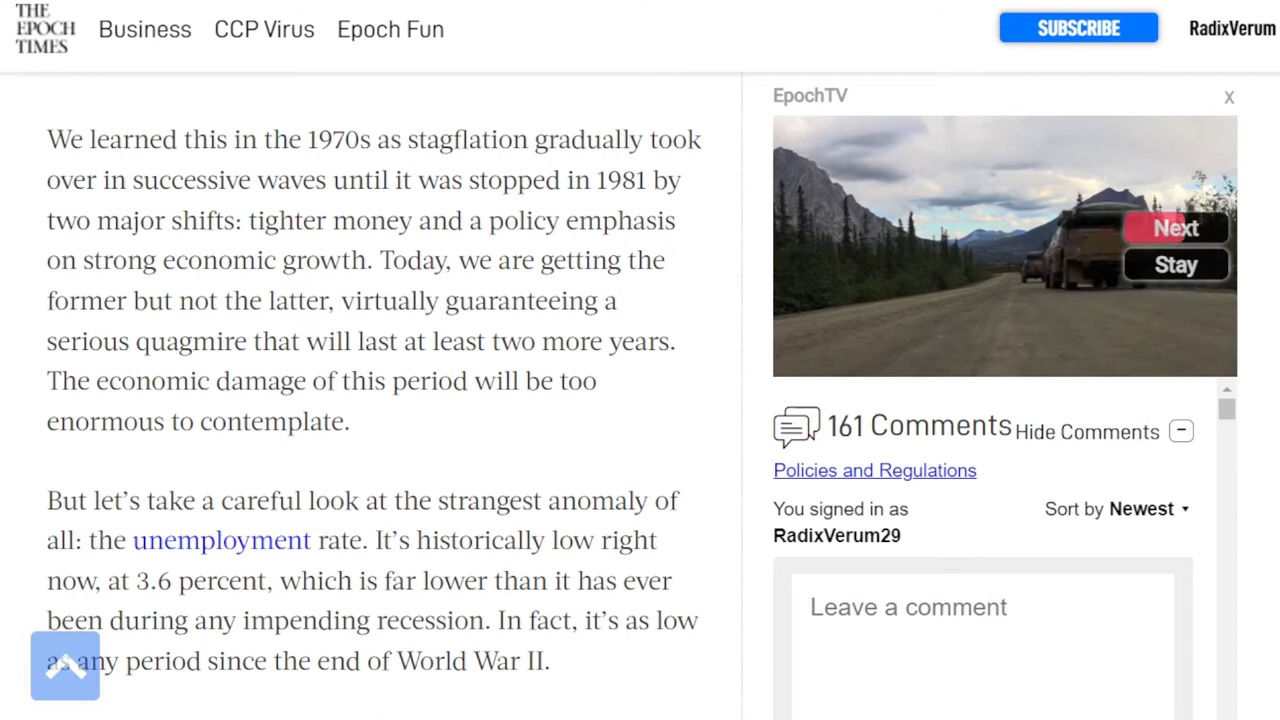 THE
EPOCH
TIMES
Business CCP Virus Epoch Fun
SUBSCRIBE
RadixVerum
We learned this in the 1970s as stagflation gradually took
over in successive waves until it was stopped in 1981 by
two major shifts: tighter money and a policy emphasis
on strong economic growth. Today, we are getting the
former but not the latter, virtually guaranteeing a
serious quagmire that will last at least two more years.
The economic damage of this period will be too
enormous to contemplate.
But let’s take a careful look at the strangest anomaly of
all: the unemployment rate. It’s historically low right
now, at 3.6 percent, which is far lower than it has ever
been during any impending recession. In fact, it’s as low
as any period since the end of World War II.
EpochTV X
Next
Stay
161 Comments Hide Comments −
Policies and Regulations
You signed in as
RadixVerum29
Sort by Newest
Leave a comment